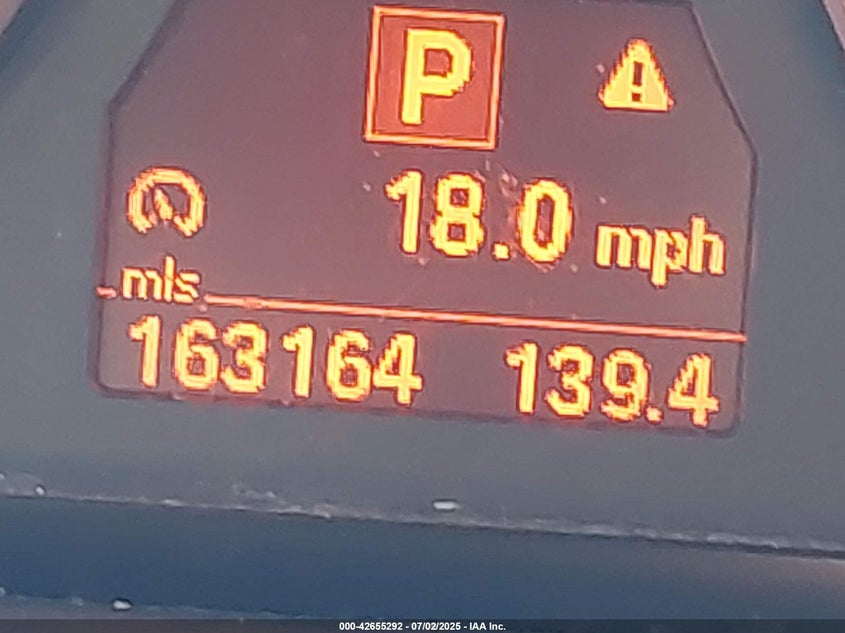 P
18.0 mph
mls
163164 139.4
000-42655292 - 07/02/2025 - IAA Inc.